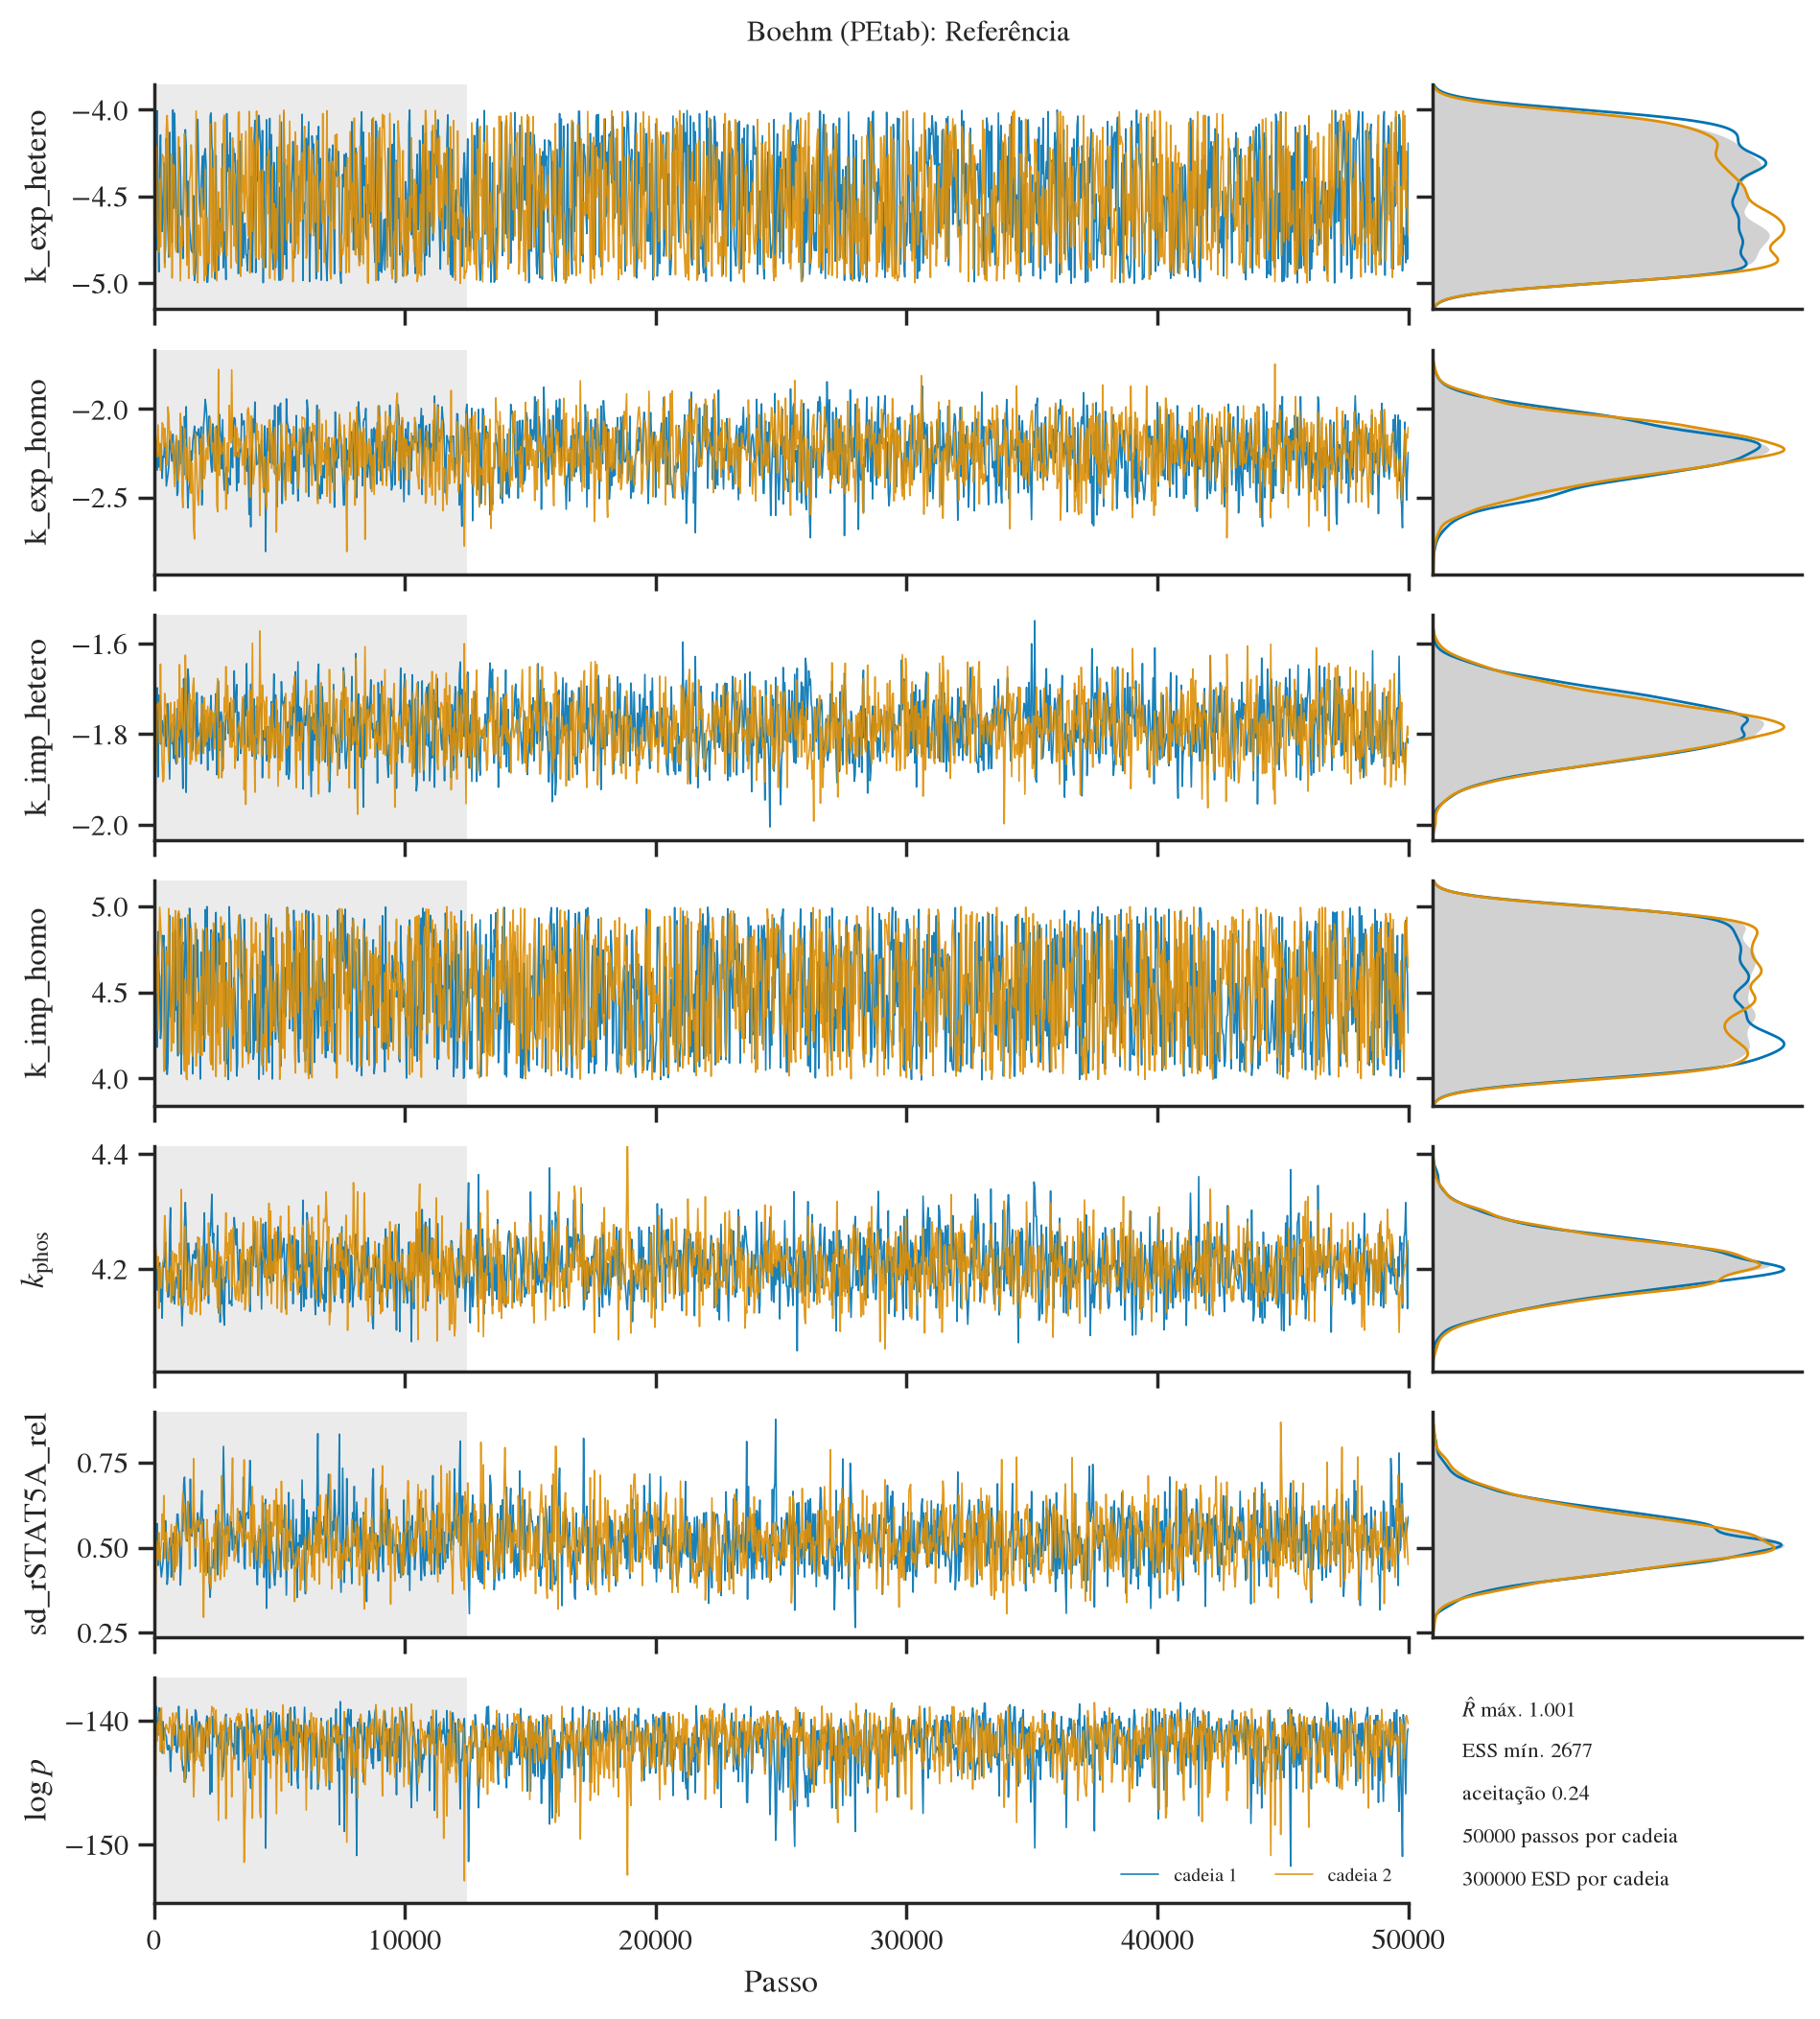 Boehm (PEtab): Referência
k_exp_hetero
−4.0
−4.5
−5.0
k_exp_homo
−2.0
−2.5
k_imp_hetero
−1.6
−1.8
−2.0
k_imp_homo
5.0
4.5
4.0
k_phos
4.4
4.2
sd_rSTAT5A_rel
0.75
0.50
0.25
log p
−140
−150
cadeia 1
cadeia 2
R̂ máx. 1.001
ESS mín. 2677
aceitação 0.24
50000 passos por cadeia
300000 ESD por cadeia
0 10000 20000 30000 40000 50000
Passo